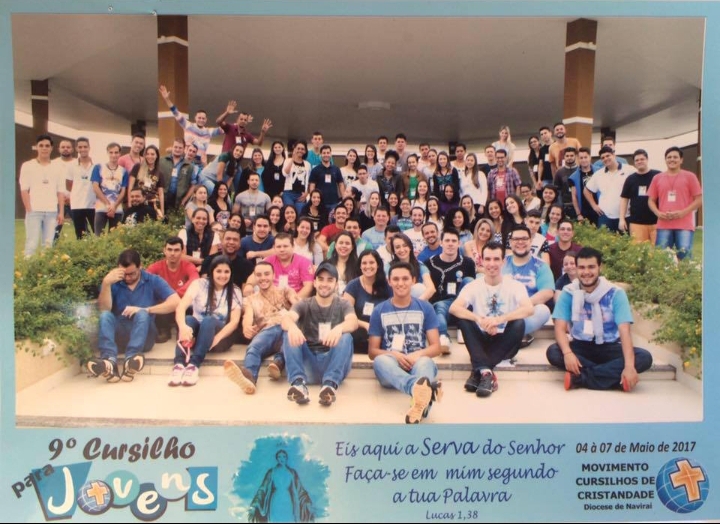 9º Cursilho
para
Jovens
Eis aqui a Serva do Senhor
Faça-se em mim segundo
a tua Palavra
Lucas 1,38
04 à 07 de Maio de 2017
MOVIMENTO
CURSILHOS DE
CRISTANDADE
Diocese de Naviraí